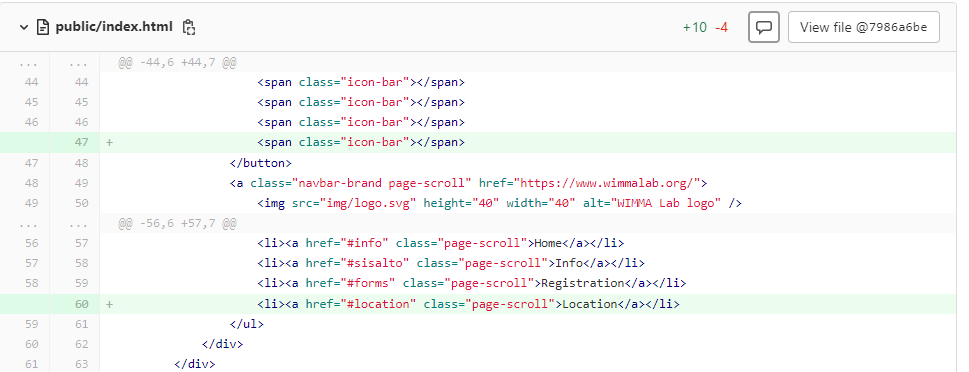 public/index.html +10 -4 View file @7986a6be
... ... @@ -44,6 +44,7 @@
44 44 <span class="icon-bar"></span>
45 45 <span class="icon-bar"></span>
46 46 <span class="icon-bar"></span>
47 + <span class="icon-bar"></span>
47 48 </button>
48 49 <a class="navbar-brand page-scroll" href="https://www.wimmalab.org/">
49 50 <img src="img/logo.svg" height="40" width="40" alt="WIMMA Lab logo" />
... ... @@ -56,6 +57,7 @@
56 57 <li><a href="#info" class="page-scroll">Home</a></li>
57 58 <li><a href="#sisalto" class="page-scroll">Info</a></li>
58 59 <li><a href="#forms" class="page-scroll">Registration</a></li>
60 + <li><a href="#location" class="page-scroll">Location</a></li>
59 61 </ul>
60 62 </div>
61 63 </div>